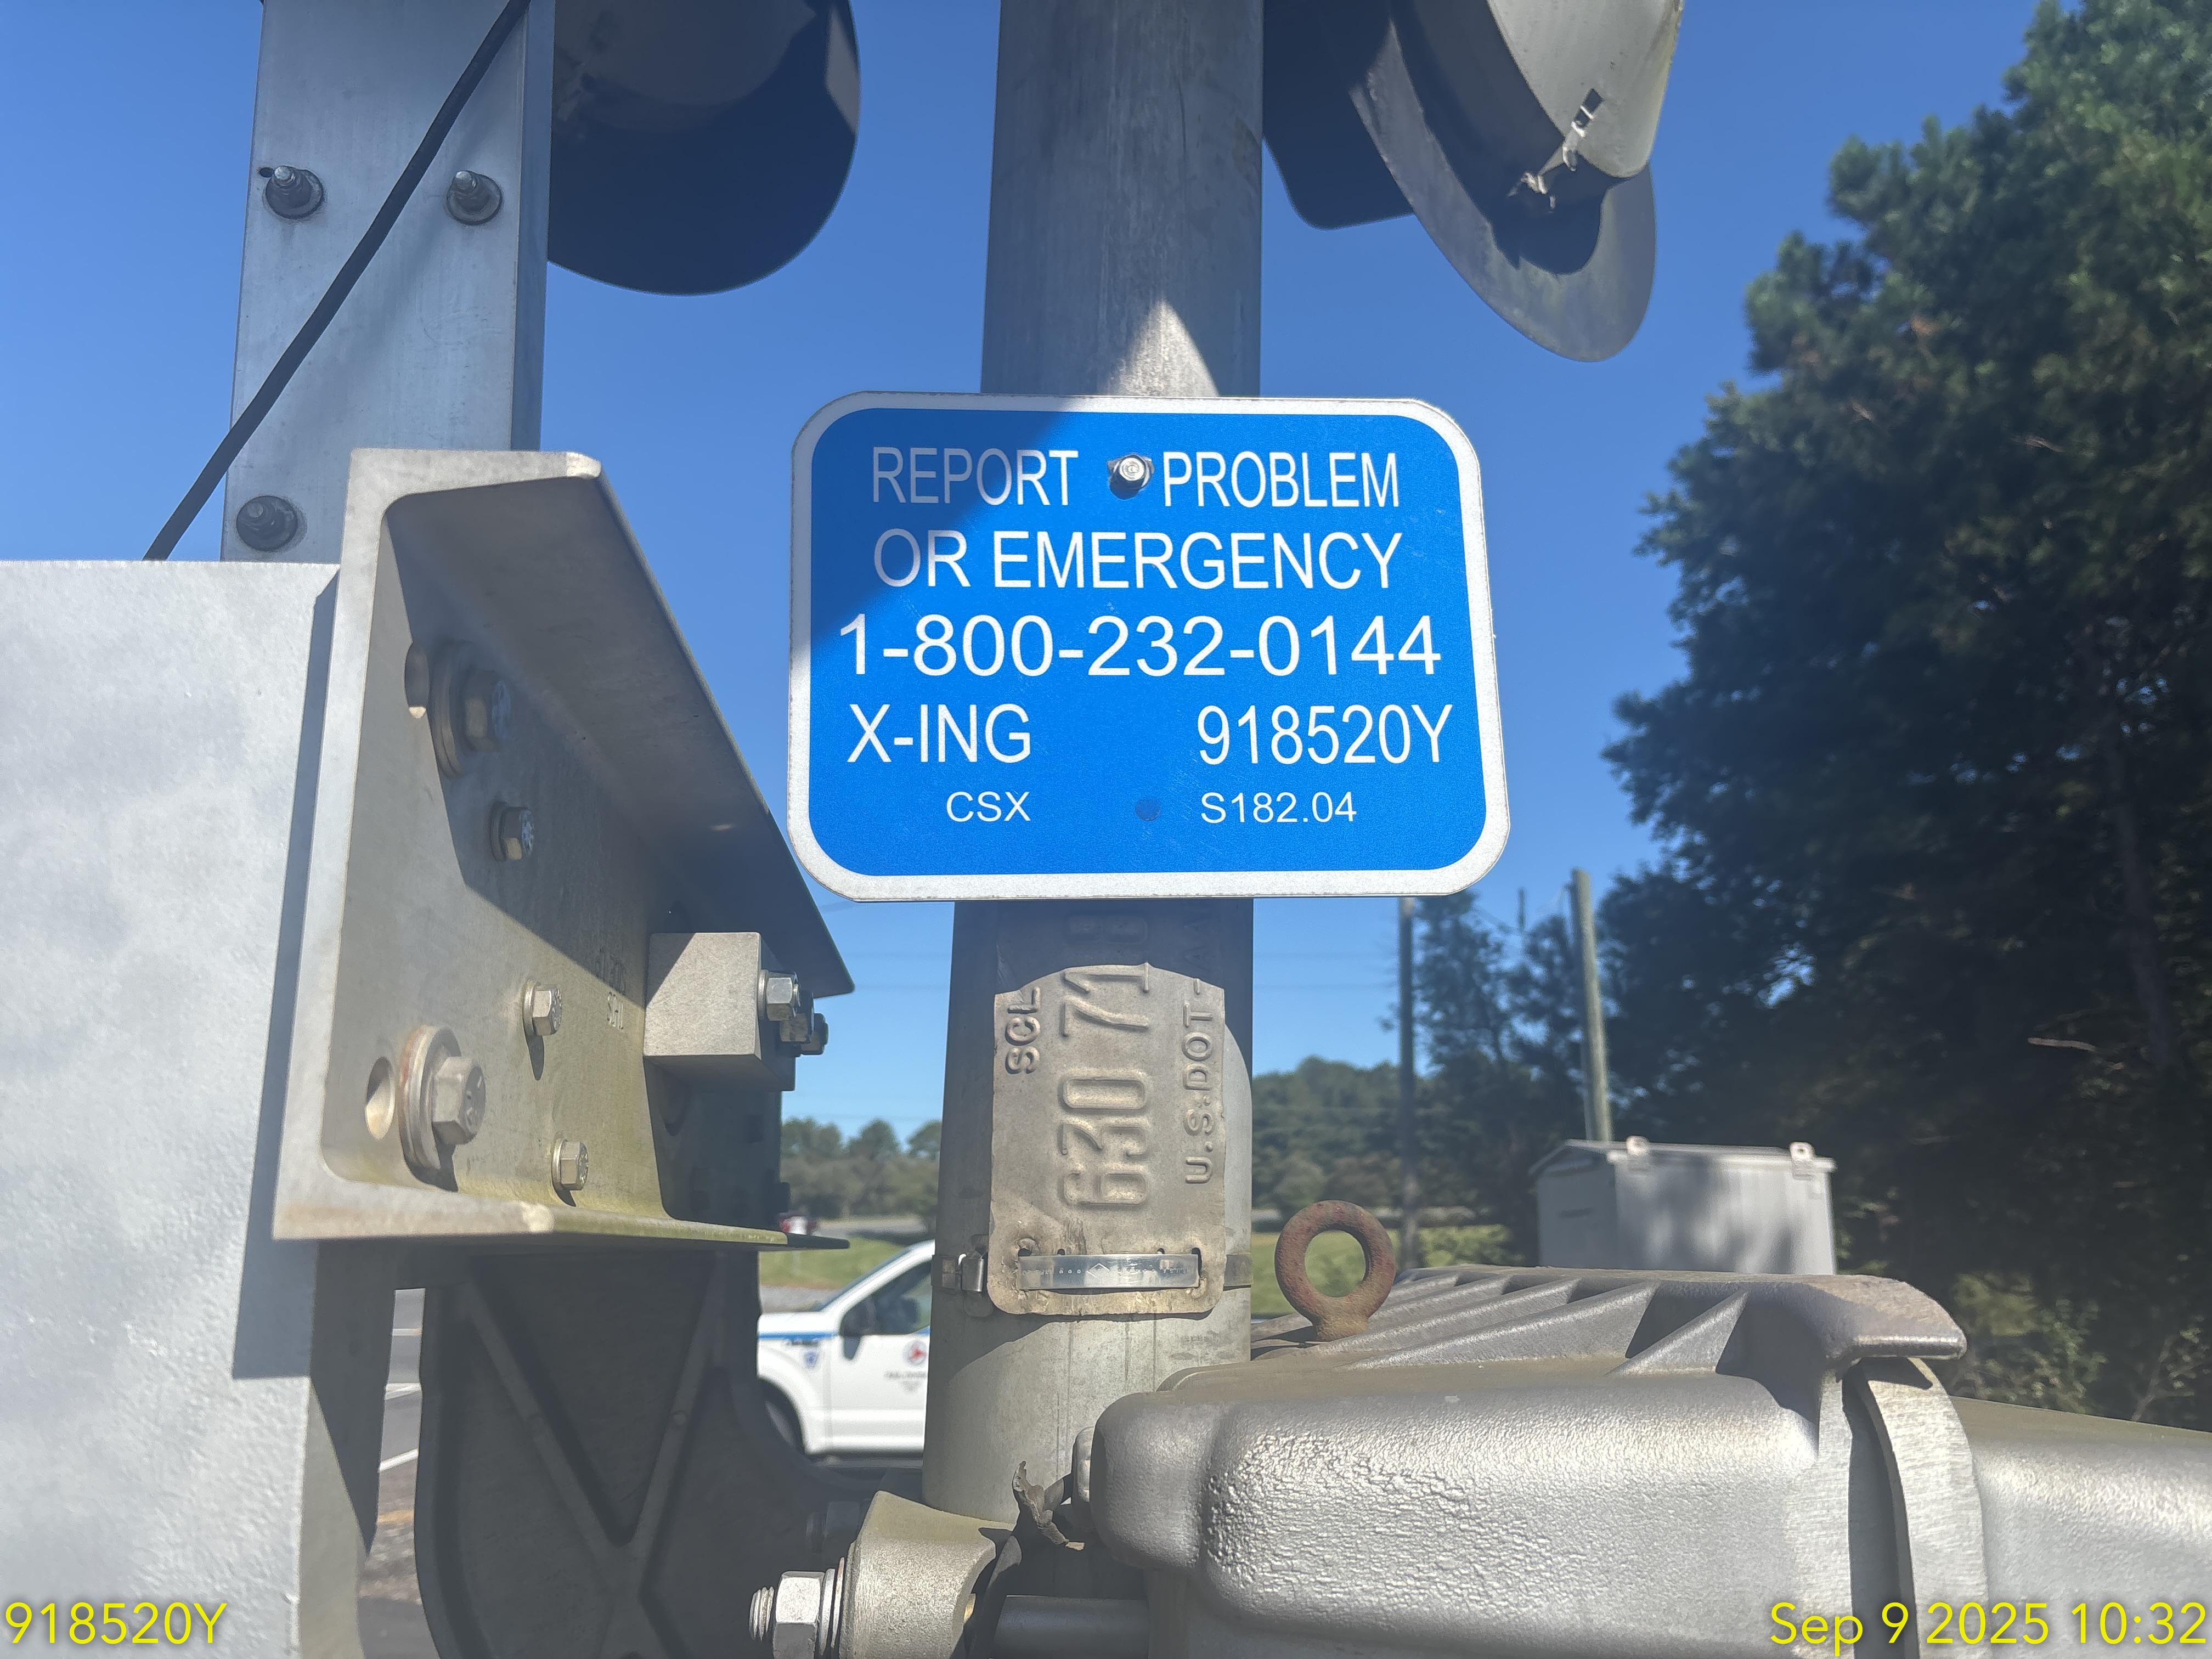 REPORT PROBLEM
OR EMERGENCY
1-800-232-0144
X-ING 918520Y
CSX S182.04
SCL
630 71
U.S. DOT-
918520Y
Sep 9 2025 10:32